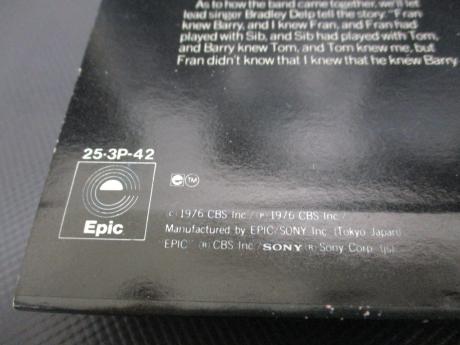 As to how the band came together, we'll let
lead singer Bradley Delp tell the story: "Fran
knew Barry, and I knew Fran, and Fran had
played with Sib, and Sib had played with Tom,
and Barry knew Tom, and Tom knew me, but
Fran didn't know that I knew that he knew Barry
25·3P-42
Epic
e ™
© 1976 CBS Inc./ ℗ 1976 CBS Inc./
Manufactured by EPIC/SONY Inc. (Tokyo Japan)
"EPIC" ® CBS Inc./ SONY ® Sony Corp.